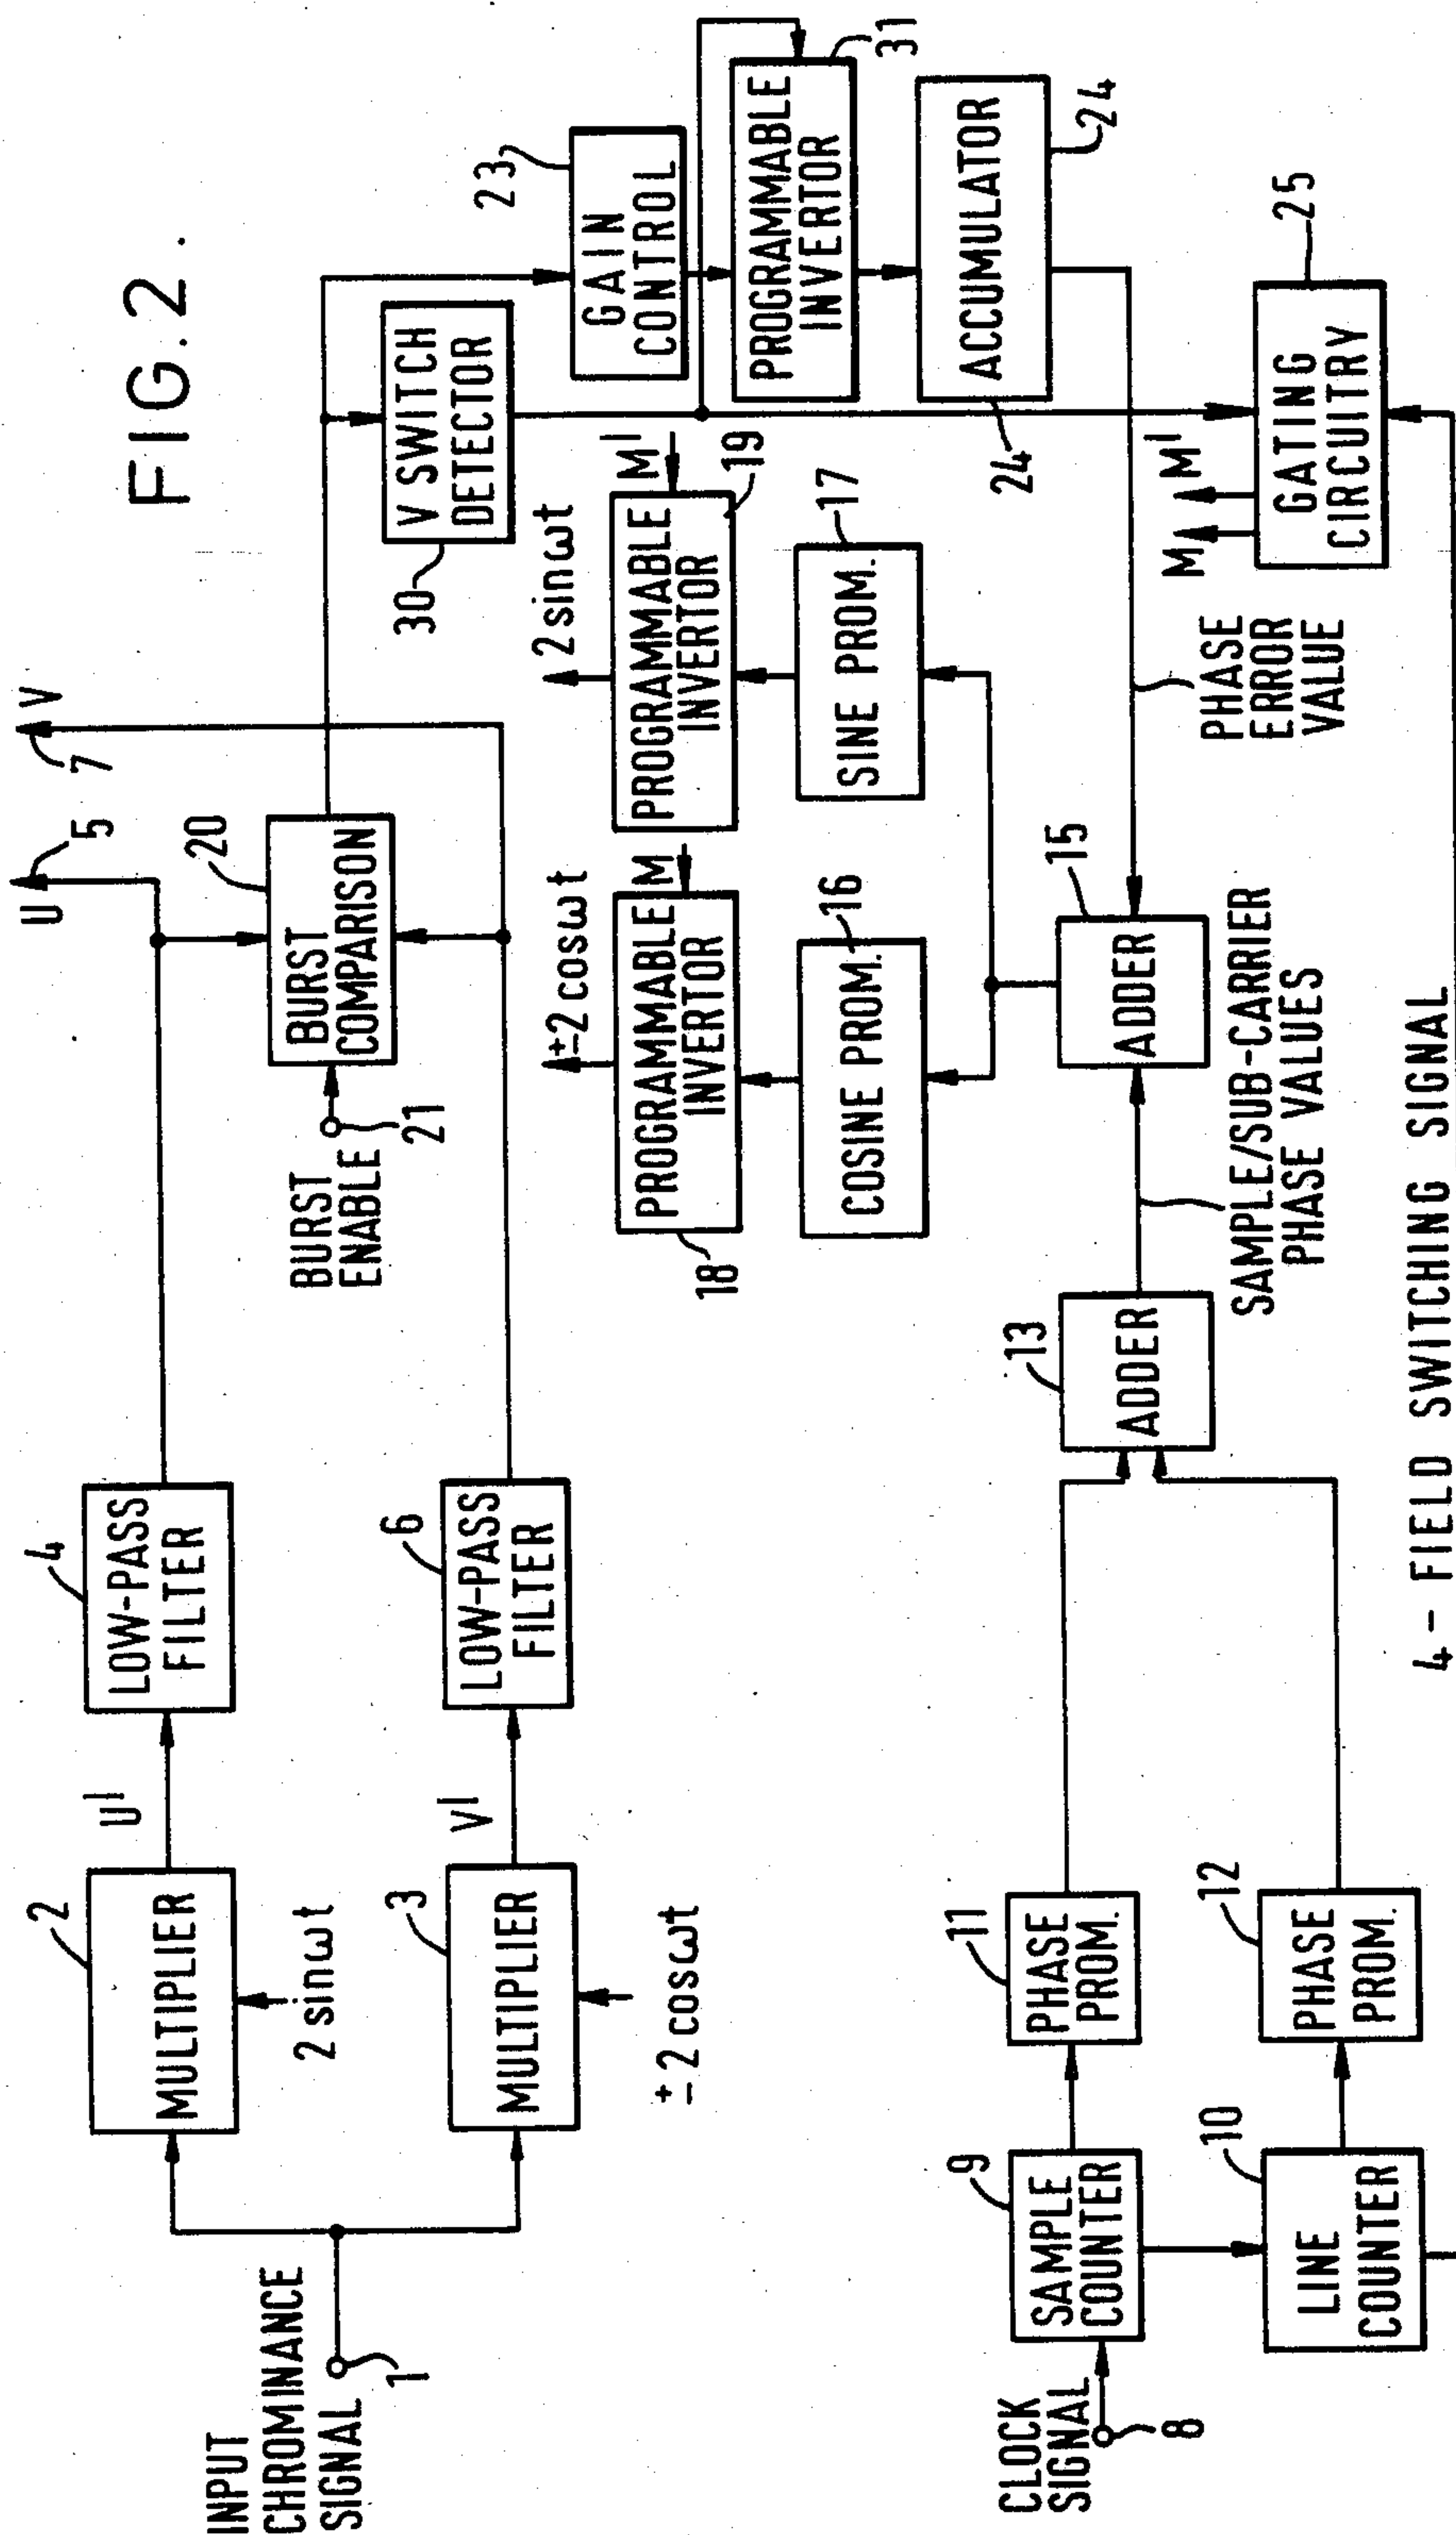 FIG.2.
INPUT
CHROMINANCE
SIGNAL
1
2
MULTIPLIER
2 sinωt
U'
4
LOW-PASS
FILTER
U
5
3
MULTIPLIER
± 2 cosωt
V'
6
LOW-PASS
FILTER
V
7
20
BURST
COMPARISON
BURST
ENABLE
21
V SWITCH
DETECTOR
30
23
GAIN
CONTROL
PROGRAMMABLE
INVERTOR
31
ACCUMULATOR
24
24
±2 cosωt
PROGRAMMABLE
INVERTOR
M
18
2 sinωt
PROGRAMMABLE
INVERTOR
M'
19
COSINE PROM.
16
SINE PROM.
17
CLOCK
SIGNAL
8
9
SAMPLE
COUNTER
10
LINE
COUNTER
11
PHASE
PROM.
12
PHASE
PROM.
13
ADDER
SAMPLE/SUB-CARRIER
PHASE VALUES
15
ADDER
PHASE
ERROR
VALUE
M
M'
GATING
CIRCUITRY
25
4 - FIELD SWITCHING SIGNAL